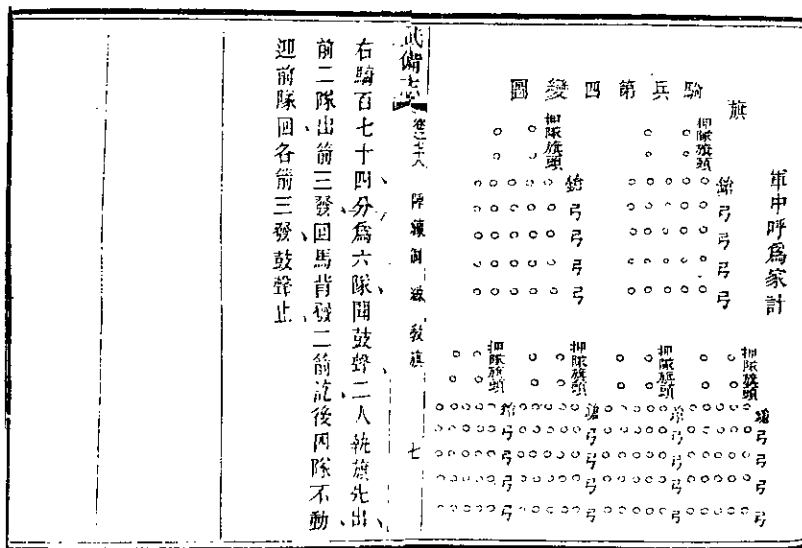 軍中呼為家計
旗
騎兵第四變圖
押隊旗頭
鎗弓弓弓弓
押隊旗頭
鎗弓弓弓弓
押隊旗頭
鎗弓弓弓弓
押隊旗頭
鎗弓弓弓弓
押隊旗頭
鎗弓弓弓弓
押隊旗頭
鎗弓弓弓弓
武備志 卷之七十八 陣練制 教旗 七
右騎百七十四分爲六隊聞鼓聲二人執旗先出
前二隊出箭三發回馬背發二箭訖後四隊不動
迎前隊回各箭三發鼓聲止